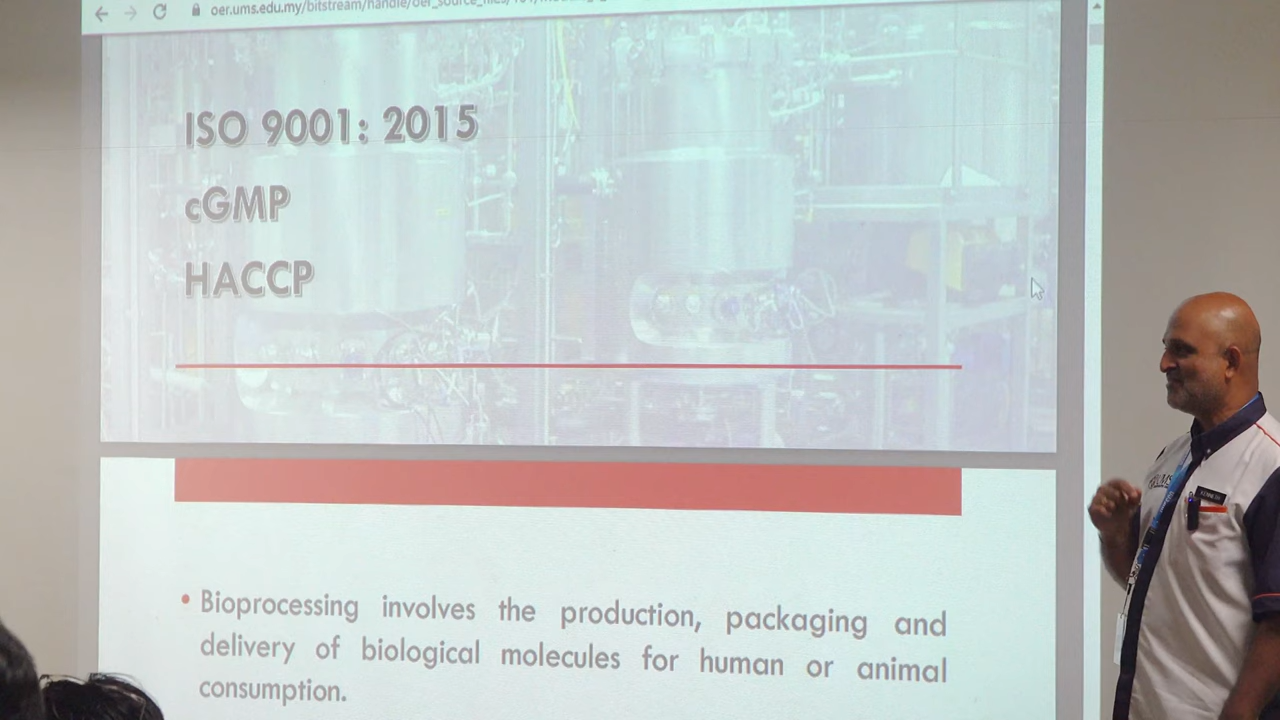 oer.ums.edu.my/bitstream/handle/oer_source_files/
ISO 9001: 2015
cGMP
HACCP
• Bioprocessing involves the production, packaging and
delivery of biological molecules for human or animal
consumption.